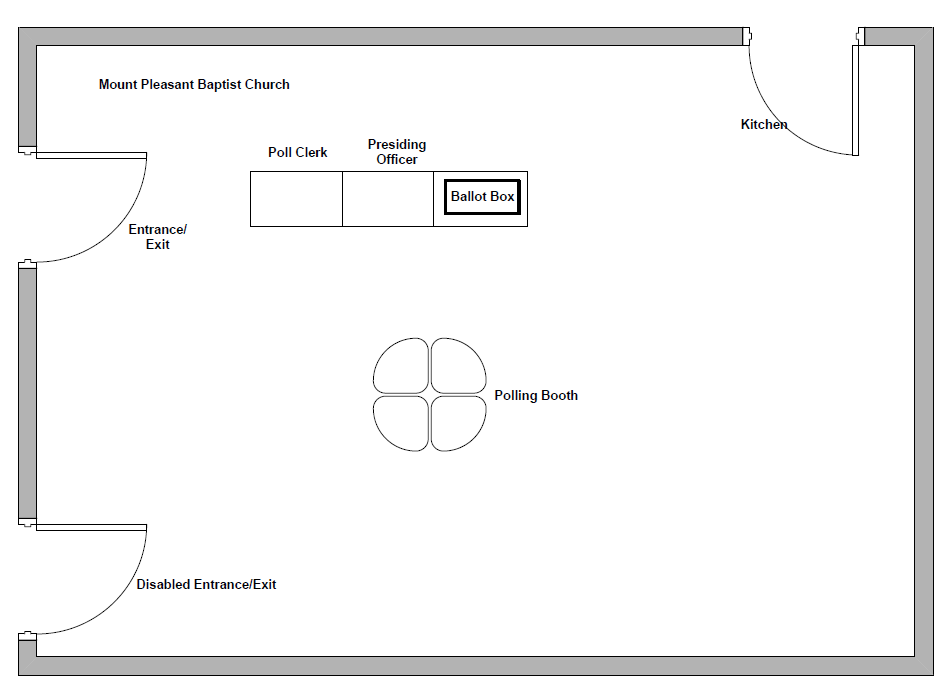 Mount Pleasant Baptist Church
Kitchen
Poll Clerk
Presiding
Officer
Ballot Box
Entrance/
Exit
Polling Booth
Disabled Entrance/Exit